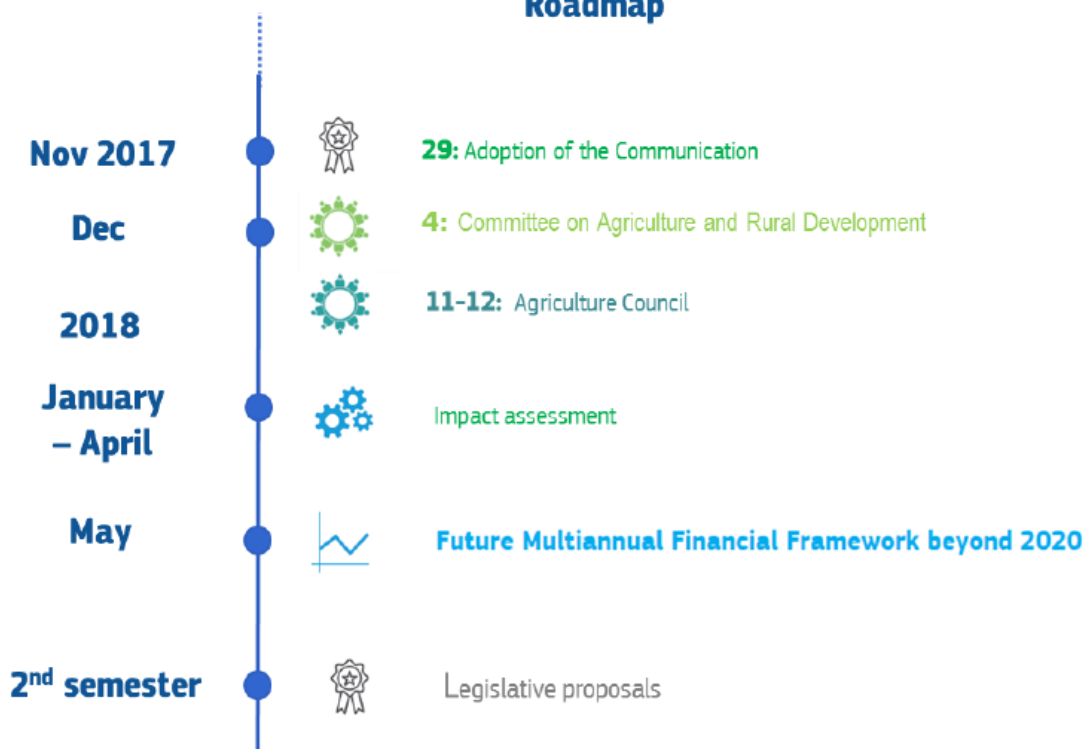 Roadmap
Nov 2017
29: Adoption of the Communication
Dec
4: Committee on Agriculture and Rural Development
11-12: Agriculture Council
2018
January
– April
Impact assessment
May
Future Multiannual Financial Framework beyond 2020
2nd semester
Legislative proposals